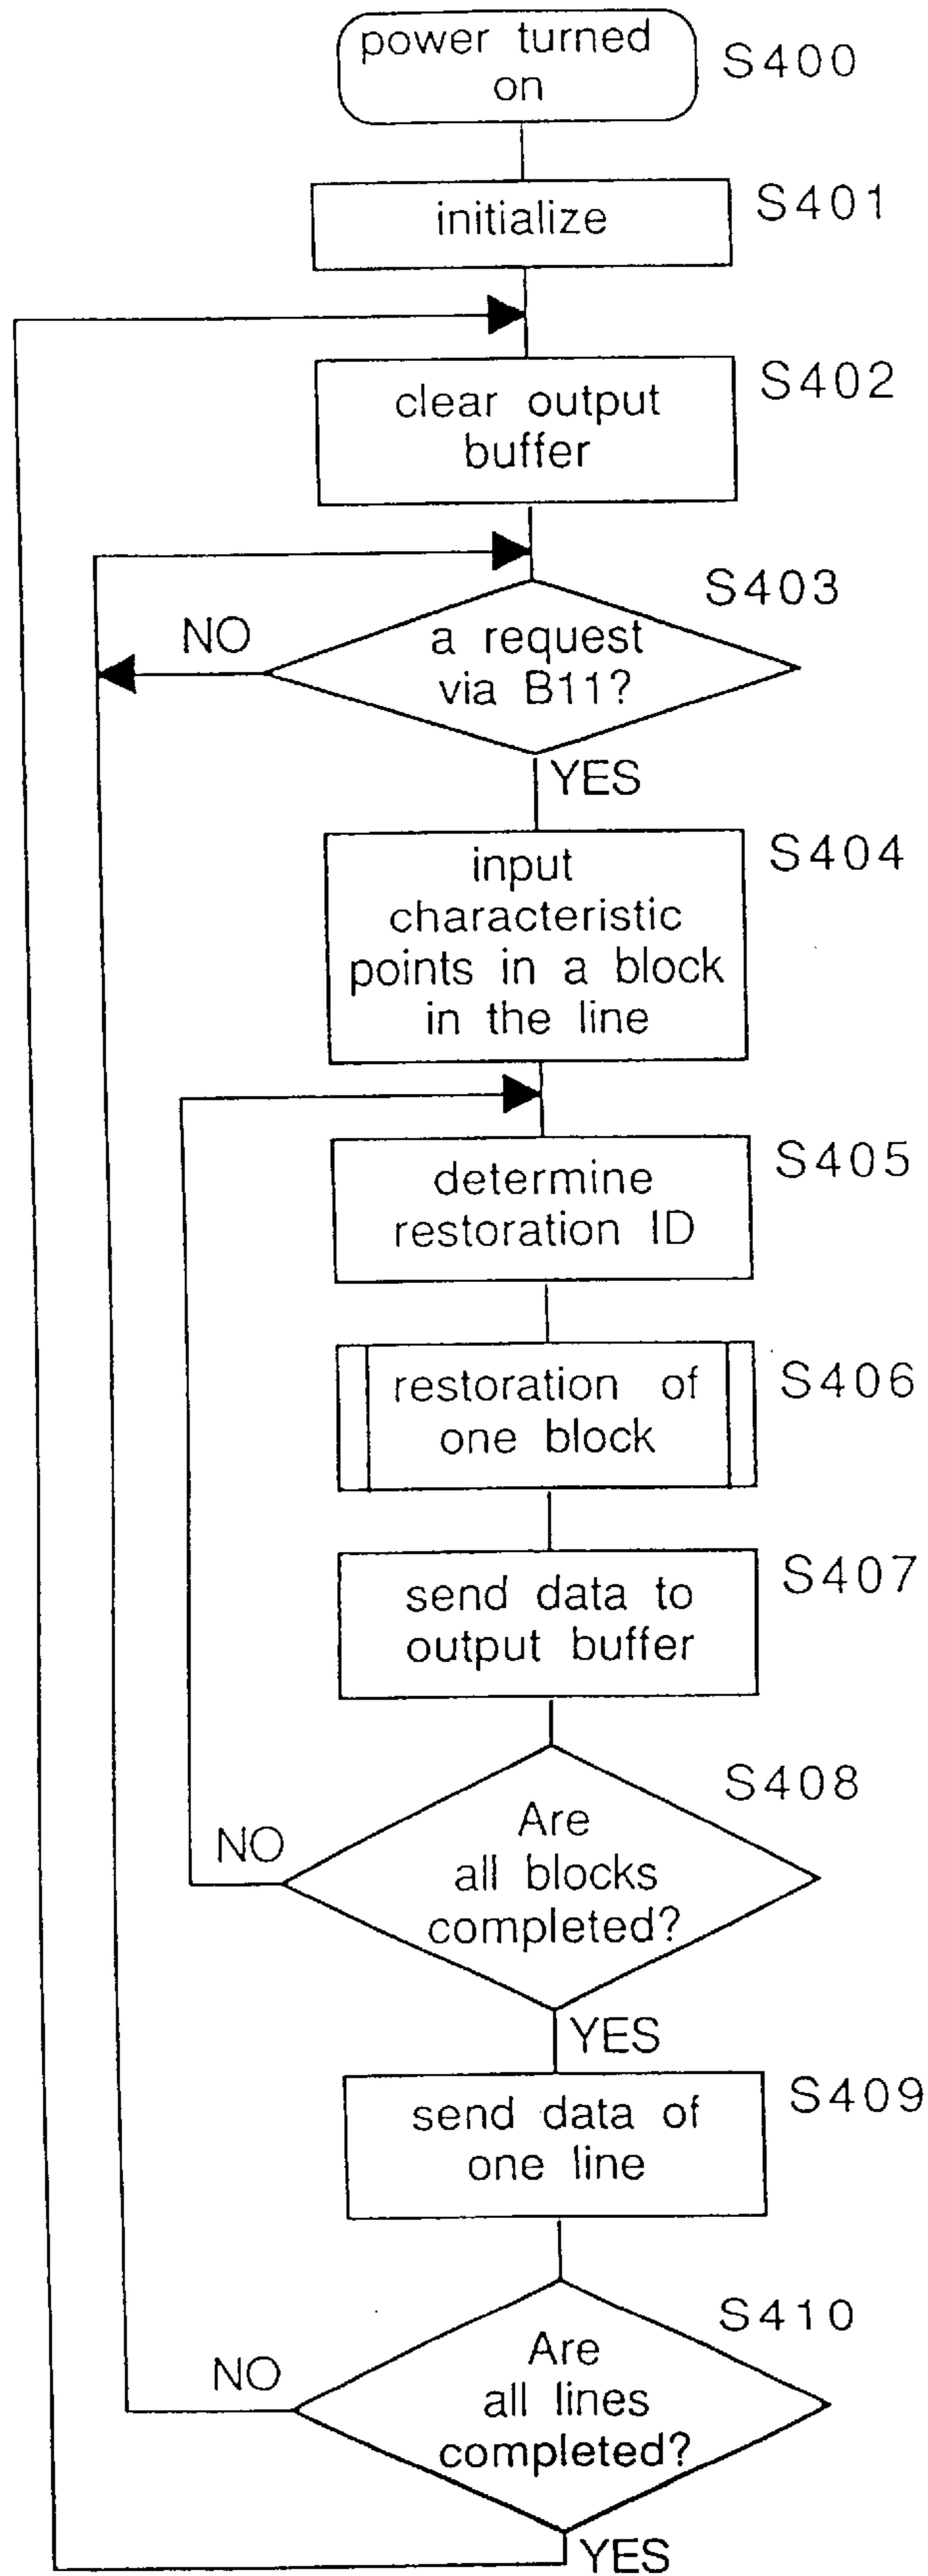 power turned
on
S400
initialize
S401
clear output
buffer
S402
a request
via B11?
S403
NO
YES
input
characteristic
points in a block
in the line
S404
determine
restoration ID
S405
restoration of
one block
S406
send data to
output buffer
S407
Are
all blocks
completed?
S408
NO
YES
send data of
one line
S409
Are
all lines
completed?
S410
NO
YES